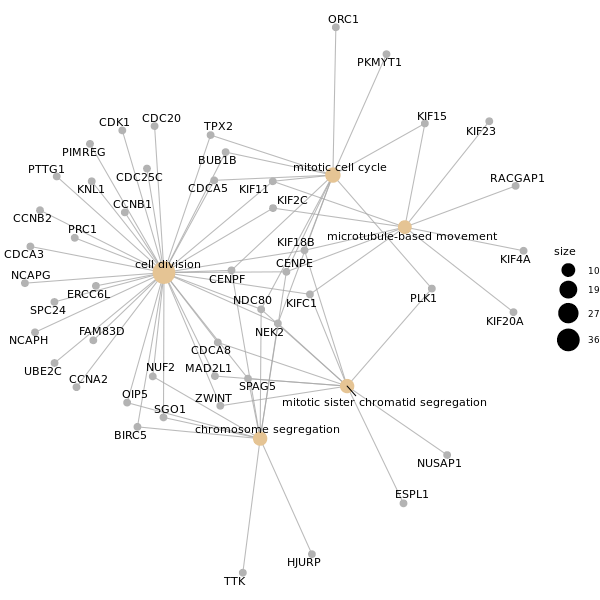 ORC1
PKMYT1
CDK1
CDC20
TPX2
KIF15
KIF23
PIMREG
BUB1B
PTTG1
CDC25C
mitotic cell cycle
RACGAP1
KNL1
CDCA5
KIF11
CCNB1
KIF2C
CCNB2
PRC1
microtubule-based movement
KIF18B
CDCA3
size
KIF4A
cell division
CENPE
10
NCAPG
CENPF
19
ERCC6L
NDC80
KIFC1
PLK1
SPC24
27
KIF20A
FAM83D
NEK2
NCAPH
36
CDCA8
UBE2C
NUF2
MAD2L1
CCNA2
SPAG5
OIP5
ZWINT
mitotic sister chromatid segregation
SGO1
chromosome segregation
BIRC5
NUSAP1
ESPL1
HJURP
TTK